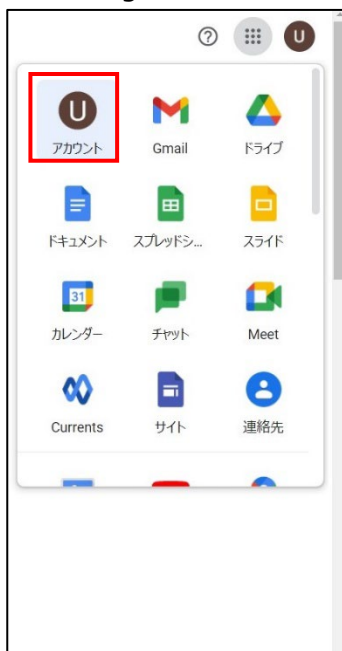 U
U
アカウント Gmail ドライブ
ドキュメント スプレッドシ... スライド
31
カレンダー チャット Meet
Currents サイト 連絡先